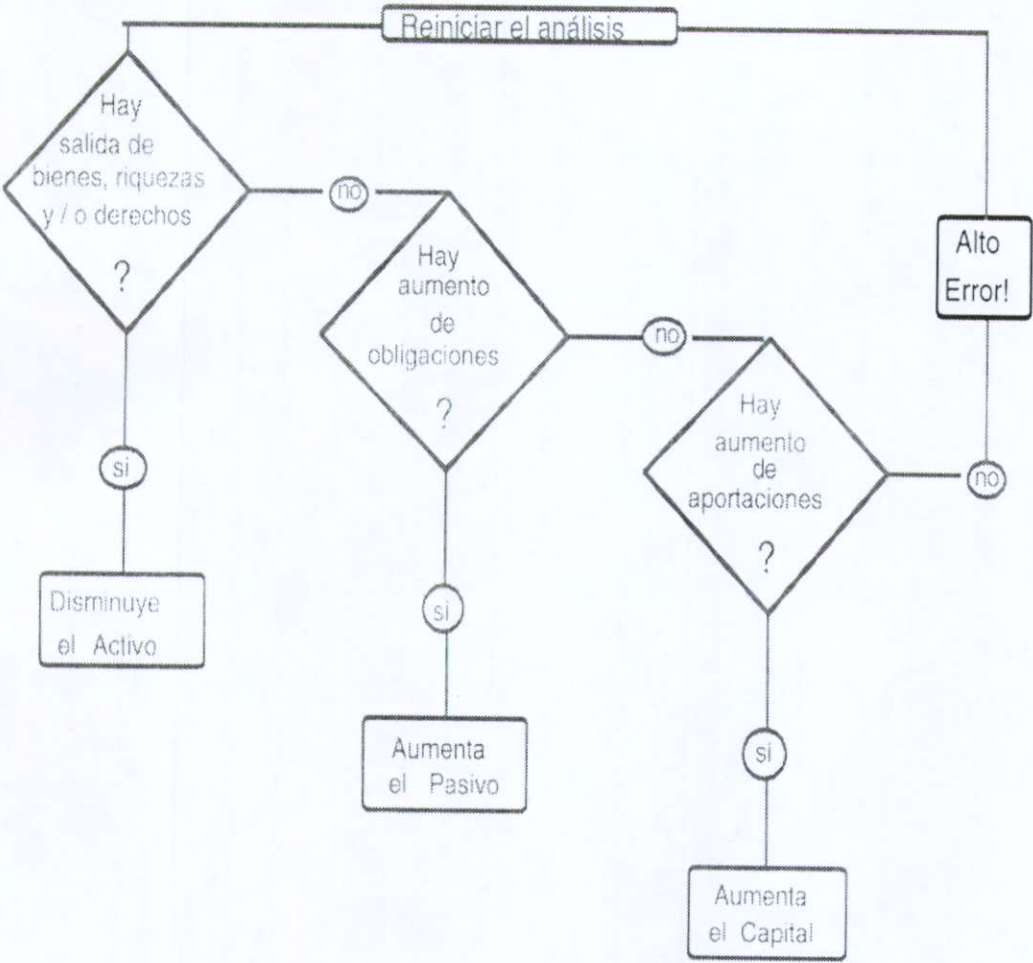 Reiniciar el análisis
Hay
salida de
bienes, riquezas
y / o derechos
?
no
si
Disminuye
el Activo
Hay
aumento
de
obligaciones
?
no
si
Aumenta
el Pasivo
Hay
aumento
de
aportaciones
?
no
si
Aumenta
el Capital
Alto
Error!